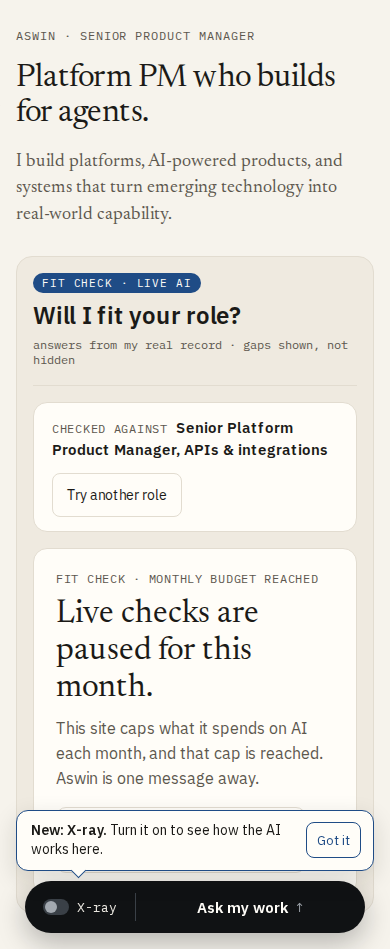 ASWIN · SENIOR PRODUCT MANAGER
Platform PM who builds
for agents.
I build platforms, AI-powered products, and
systems that turn emerging technology into
real-world capability.
FIT CHECK · LIVE AI
Will I fit your role?
answers from my real record · gaps shown, not
hidden
CHECKED AGAINST Senior Platform
Product Manager, APIs & integrations
Try another role
FIT CHECK · MONTHLY BUDGET REACHED
Live checks are
paused for this
month.
This site caps what it spends on AI
each month, and that cap is reached.
Aswin is one message away.
New: X-ray. Turn it on to see how the AI
works here.
Got it
X-ray
Ask my work ↑